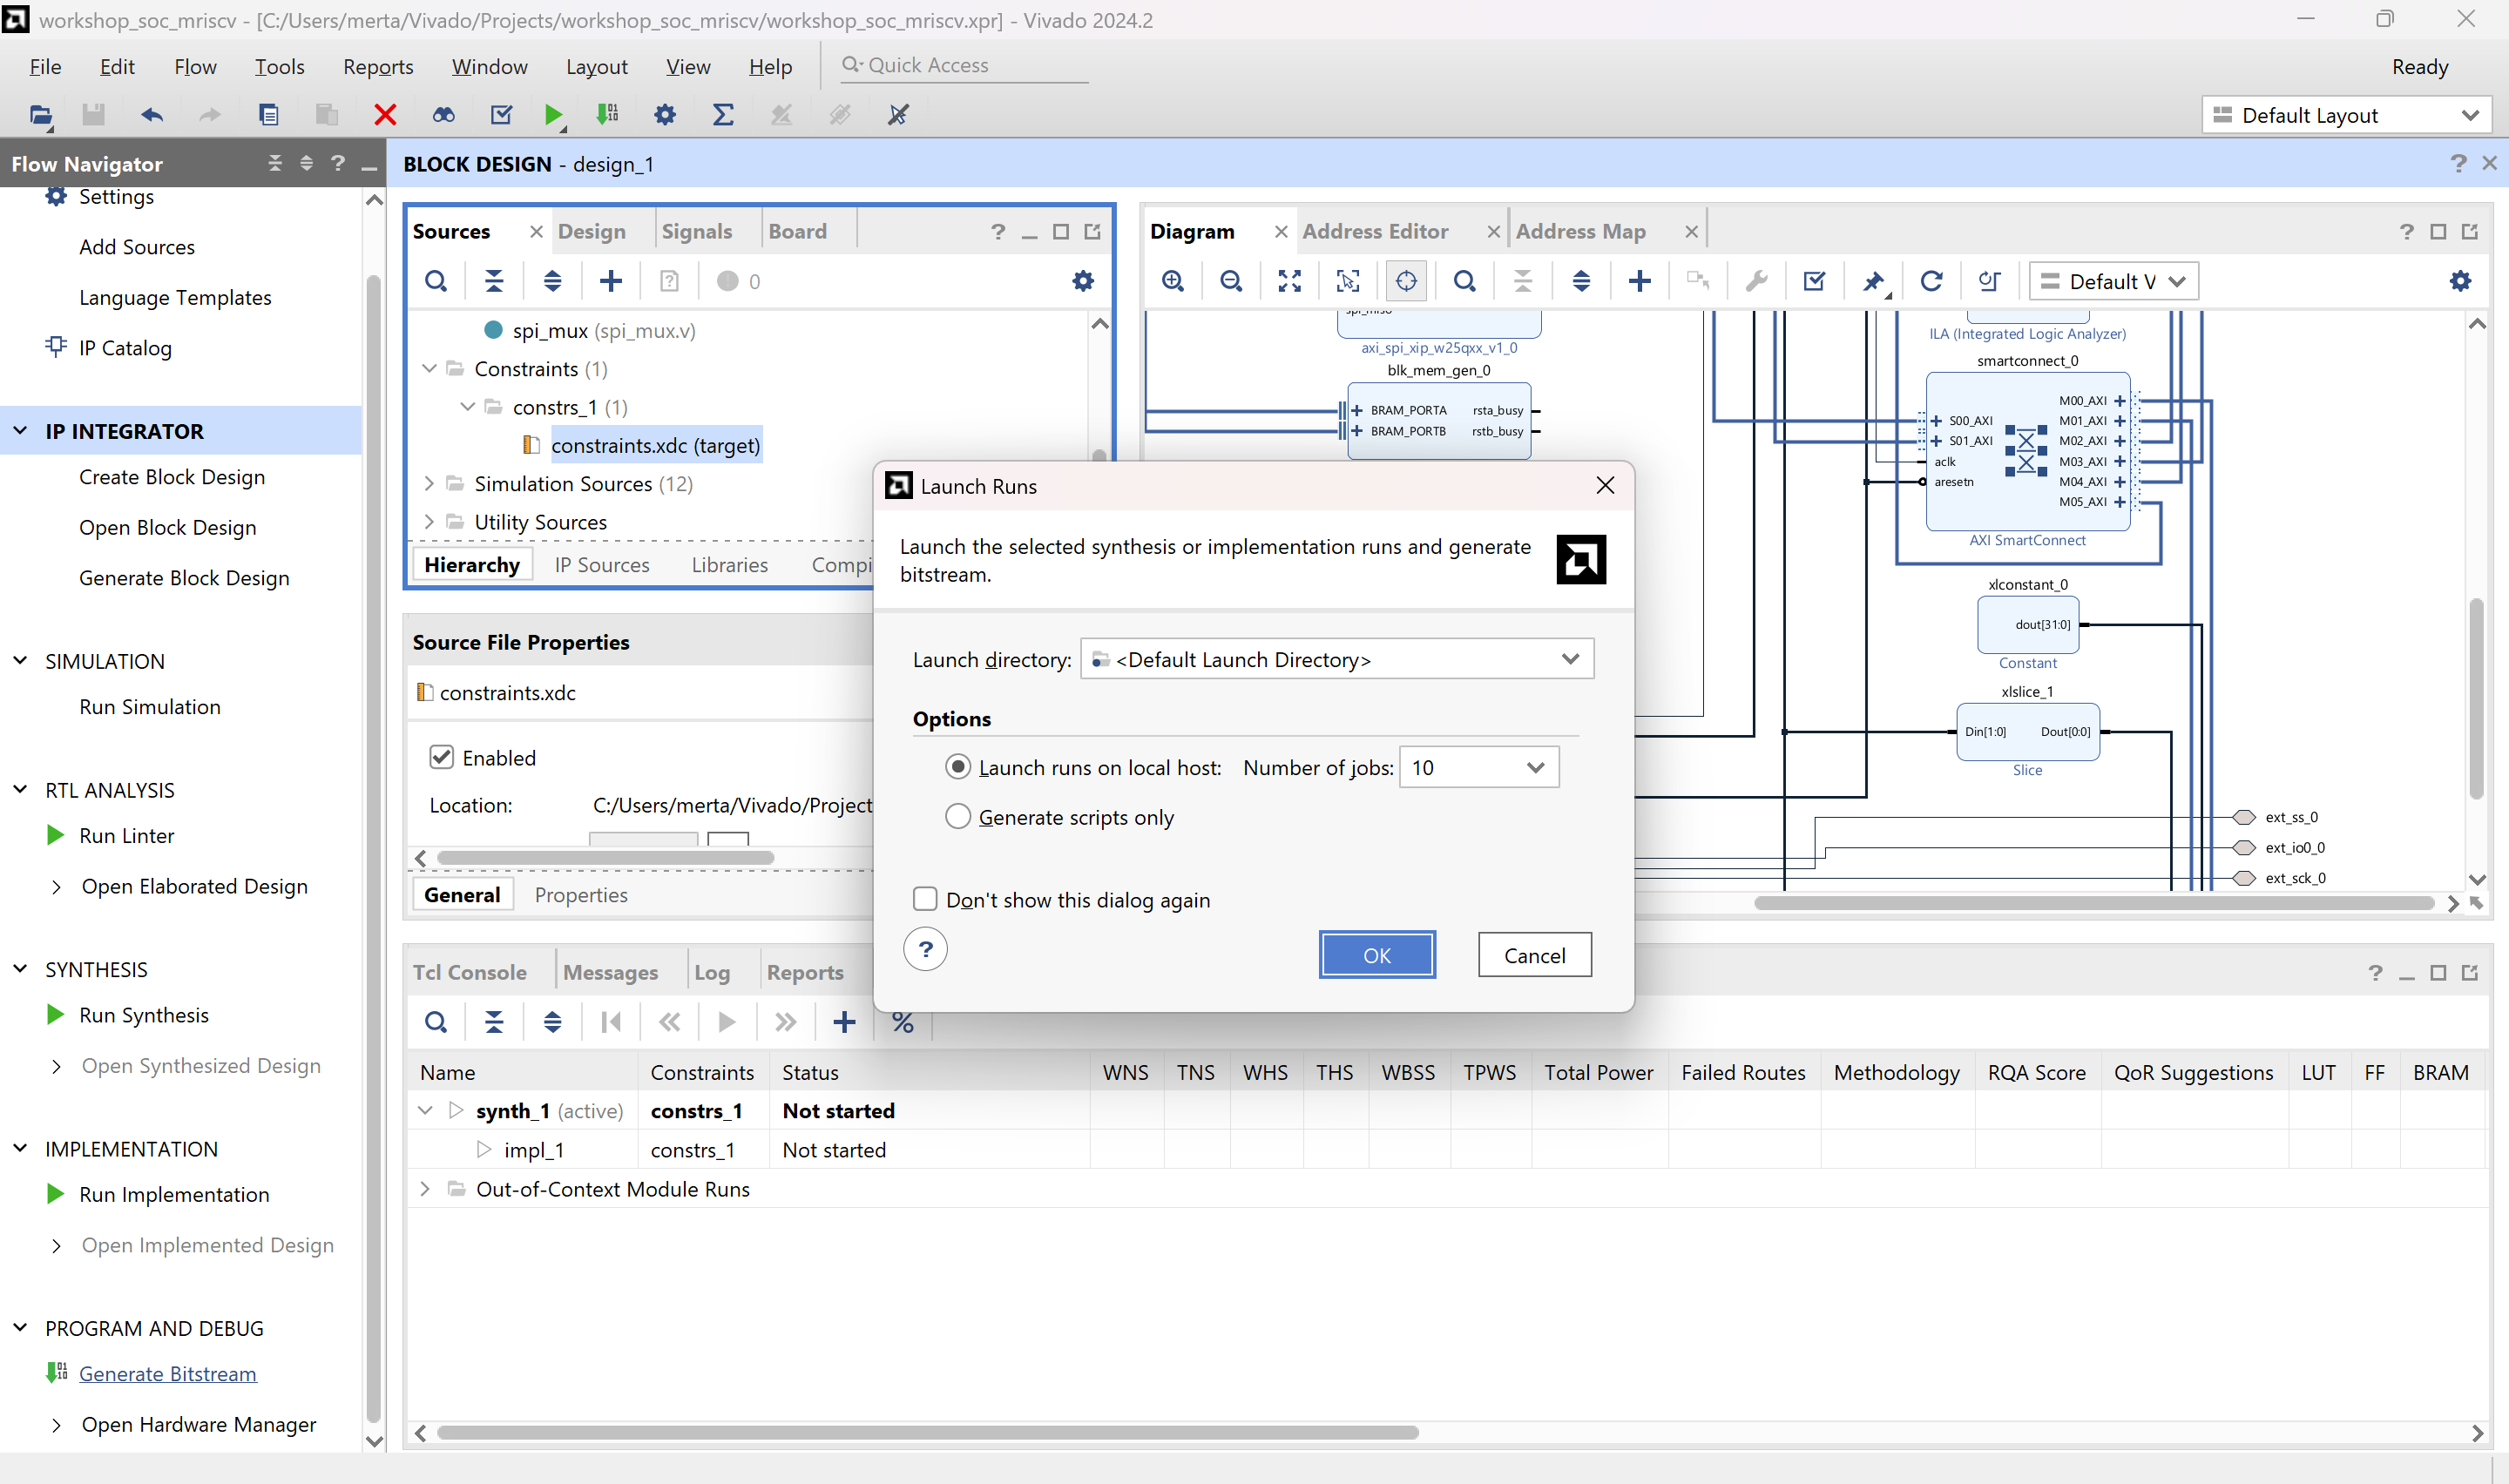 workshop_soc_mriscv - [C:/Users/merta/Vivado/Projects/workshop_soc_mriscv/workshop_soc_mriscv.xpr] - Vivado 2024.2
File Edit Flow Tools Reports Window Layout View Help Quick Access Ready
Default Layout
Flow Navigator
BLOCK DESIGN - design_1
Settings
Add Sources
Language Templates
IP Catalog
IP INTEGRATOR
Create Block Design
Open Block Design
Generate Block Design
SIMULATION
Run Simulation
RTL ANALYSIS
Run Linter
Open Elaborated Design
SYNTHESIS
Run Synthesis
Open Synthesized Design
IMPLEMENTATION
Run Implementation
Open Implemented Design
PROGRAM AND DEBUG
Generate Bitstream
Open Hardware Manager
Sources Design Signals Board
0
spi_mux (spi_mux.v)
Constraints (1)
constrs_1 (1)
constraints.xdc (target)
Simulation Sources (12)
Utility Sources
Hierarchy IP Sources Libraries Compi
Source File Properties
constraints.xdc
Enabled
Location: C:/Users/merta/Vivado/Project
General Properties
Diagram Address Editor Address Map
Default V
spi_miso
axi_spi_xip_w25qxx_v1_0
blk_mem_gen_0
BRAM_PORTA rsta_busy
BRAM_PORTB rstb_busy
ILA (Integrated Logic Analyzer)
smartconnect_0
M00_AXI
S00_AXI M01_AXI
S01_AXI M02_AXI
aclk M03_AXI
aresetn M04_AXI
M05_AXI
AXI SmartConnect
xlconstant_0
dout[31:0]
Constant
xlslice_1
Din[1:0] Dout[0:0]
Slice
ext_ss_0
ext_io0_0
ext_sck_0
Launch Runs
Launch the selected synthesis or implementation runs and generate
bitstream.
Launch directory: <Default Launch Directory>
Options
Launch runs on local host: Number of jobs: 10
Generate scripts only
Don't show this dialog again
? OK Cancel
Tcl Console Messages Log Reports
Name Constraints Status WNS TNS WHS THS WBSS TPWS Total Power Failed Routes Methodology RQA Score QoR Suggestions LUT FF BRAM
synth_1 (active) constrs_1 Not started
impl_1 constrs_1 Not started
Out-of-Context Module Runs